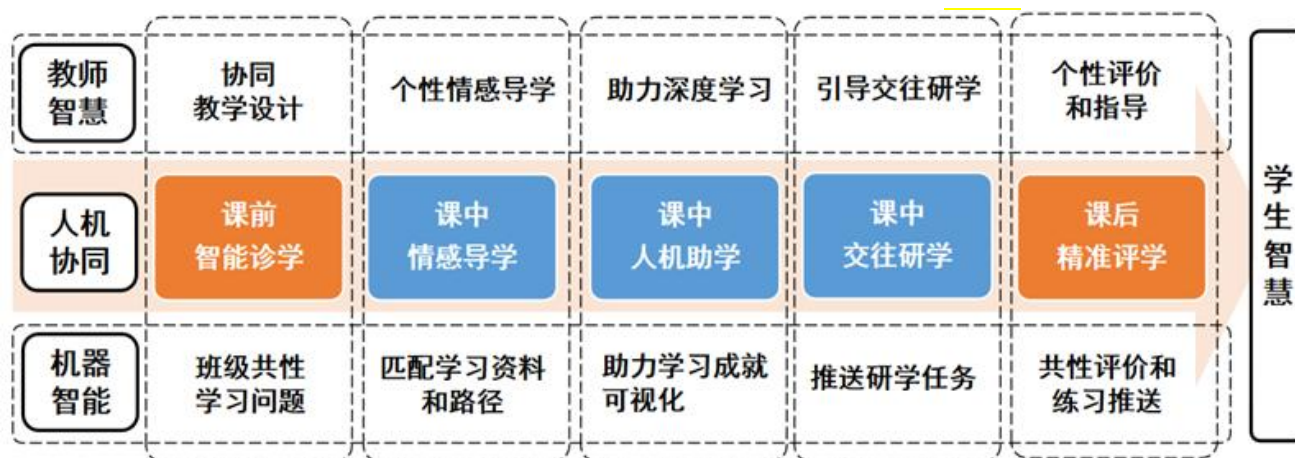 教师
智慧
协同
教学设计
个性情感导学
助力深度学习
引导交往研学
个性评价
和指导
人机
协同
课前
智能诊学
课中
情感导学
课中
人机助学
课中
交往研学
课后
精准评学
机器
智能
班级共性
学习问题
匹配学习资料
和路径
助力学习成就
可视化
推送研学任务
共性评价和
练习推送
学
生
智
慧